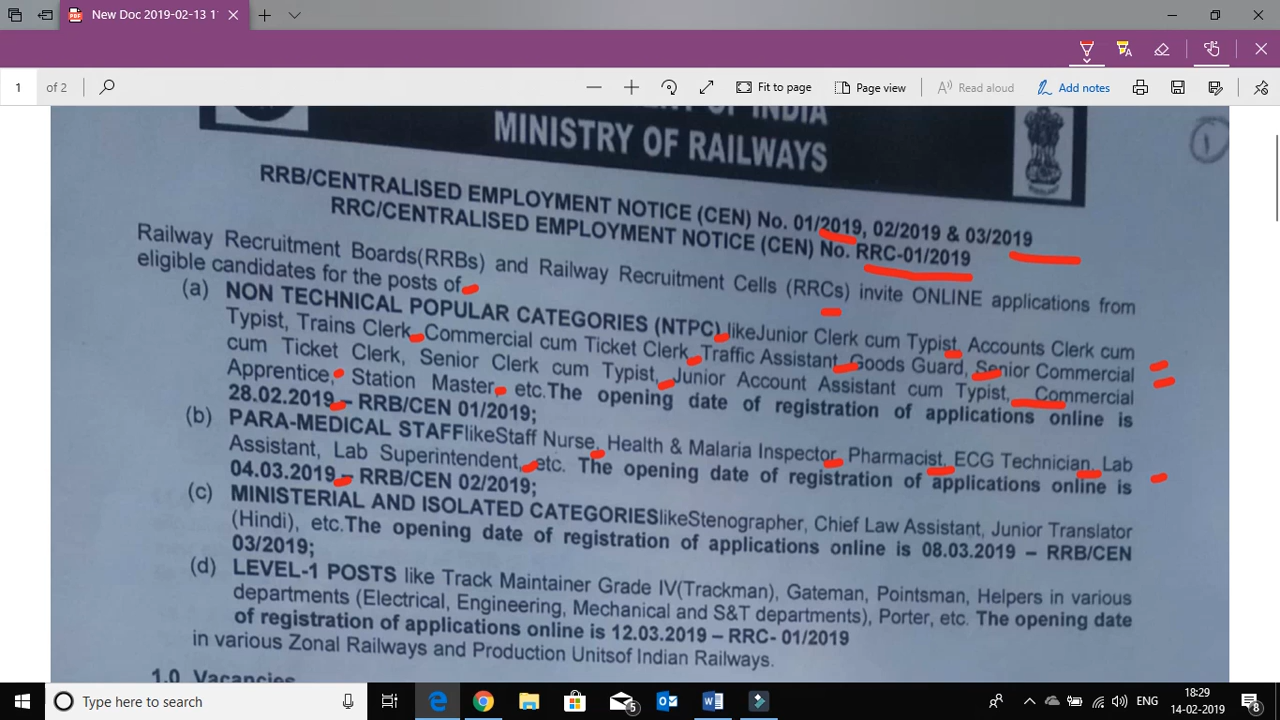 New Doc 2019-02-13 1
1 of 2
Fit to page
Page view
Read aloud
Add notes
OF INDIA
MINISTRY OF RAILWAYS
1
RRB/CENTRALISED EMPLOYMENT NOTICE (CEN) No. 01/2019, 02/2019 & 03/2019
RRC/CENTRALISED EMPLOYMENT NOTICE (CEN) No. RRC-01/2019
Railway Recruitment Boards(RRBs) and Railway Recruitment Cells (RRCs) invite ONLINE applications from
eligible candidates for the posts of
(a) NON TECHNICAL POPULAR CATEGORIES (NTPC) likeJunior Clerk cum Typist, Accounts Clerk cum
Typist, Trains Clerk, Commercial cum Ticket Clerk, Traffic Assistant, Goods Guard, Senior Commercial
cum Ticket Clerk, Senior Clerk cum Typist, Junior Account Assistant cum Typist, Commercial
Apprentice, Station Master, etc.The opening date of registration of applications online is
28.02.2019 – RRB/CEN 01/2019;
(b) PARA-MEDICAL STAFFlikeStaff Nurse, Health & Malaria Inspector, Pharmacist, ECG Technician, Lab
Assistant, Lab Superintendent, etc. The opening date of registration of applications online is
04.03.2019 – RRB/CEN 02/2019;
(c) MINISTERIAL AND ISOLATED CATEGORIESlikeStenographer, Chief Law Assistant, Junior Translator
(Hindi), etc.The opening date of registration of applications online is 08.03.2019 – RRB/CEN
03/2019;
(d) LEVEL-1 POSTS like Track Maintainer Grade IV(Trackman), Gateman, Pointsman, Helpers in various
departments (Electrical, Engineering, Mechanical and S&T departments), Porter, etc. The opening date
of registration of applications online is 12.03.2019 – RRC- 01/2019
in various Zonal Railways and Production Unitsof Indian Railways.
1.0 Vacancies
Type here to search
5
ENG
18:29
14-02-2019
8